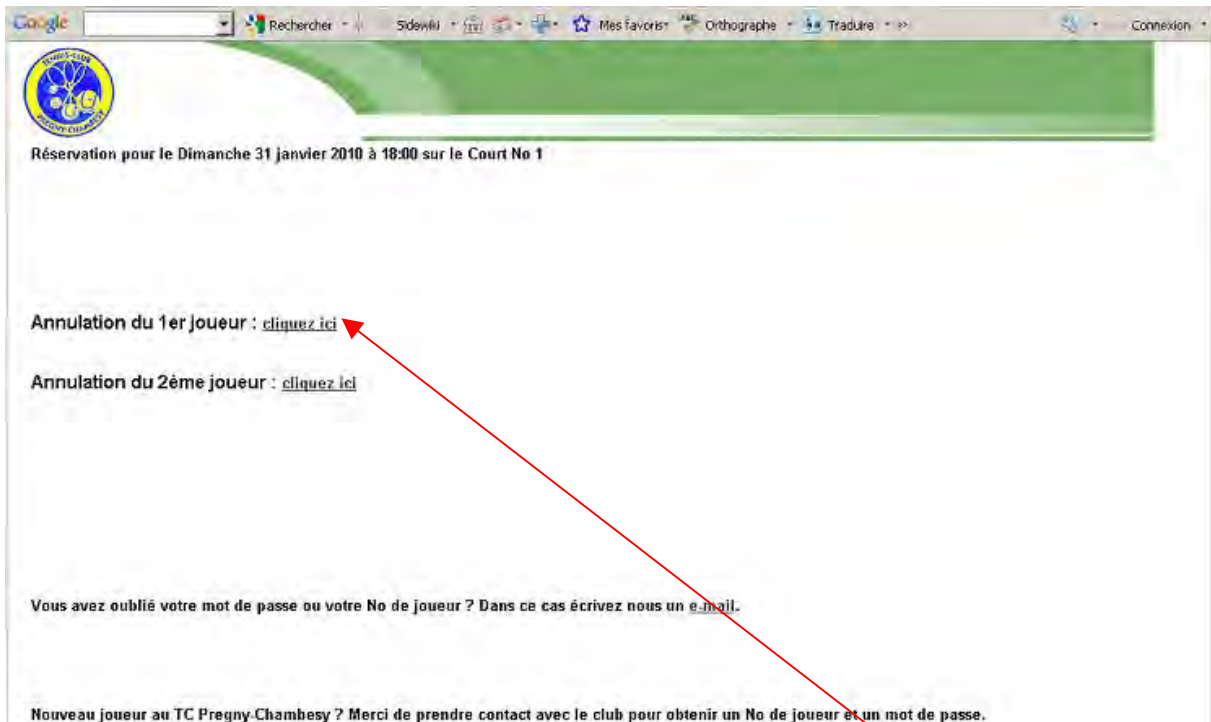 Google Rechercher Sidewiki Mes favoris Orthographe Traduire Connexion
TENNIS-CLUB
PREGNY-CHAMBESY
Réservation pour le Dimanche 31 janvier 2010 à 18:00 sur le Court No 1
Annulation du 1er joueur : cliquez ici
Annulation du 2ème joueur : cliquez ici
Vous avez oublié votre mot de passe ou votre No de joueur ? Dans ce cas écrivez nous un e-mail.
Nouveau joueur au TC Pregny-Chambesy ? Merci de prendre contact avec le club pour obtenir un No de joueur et un mot de passe.